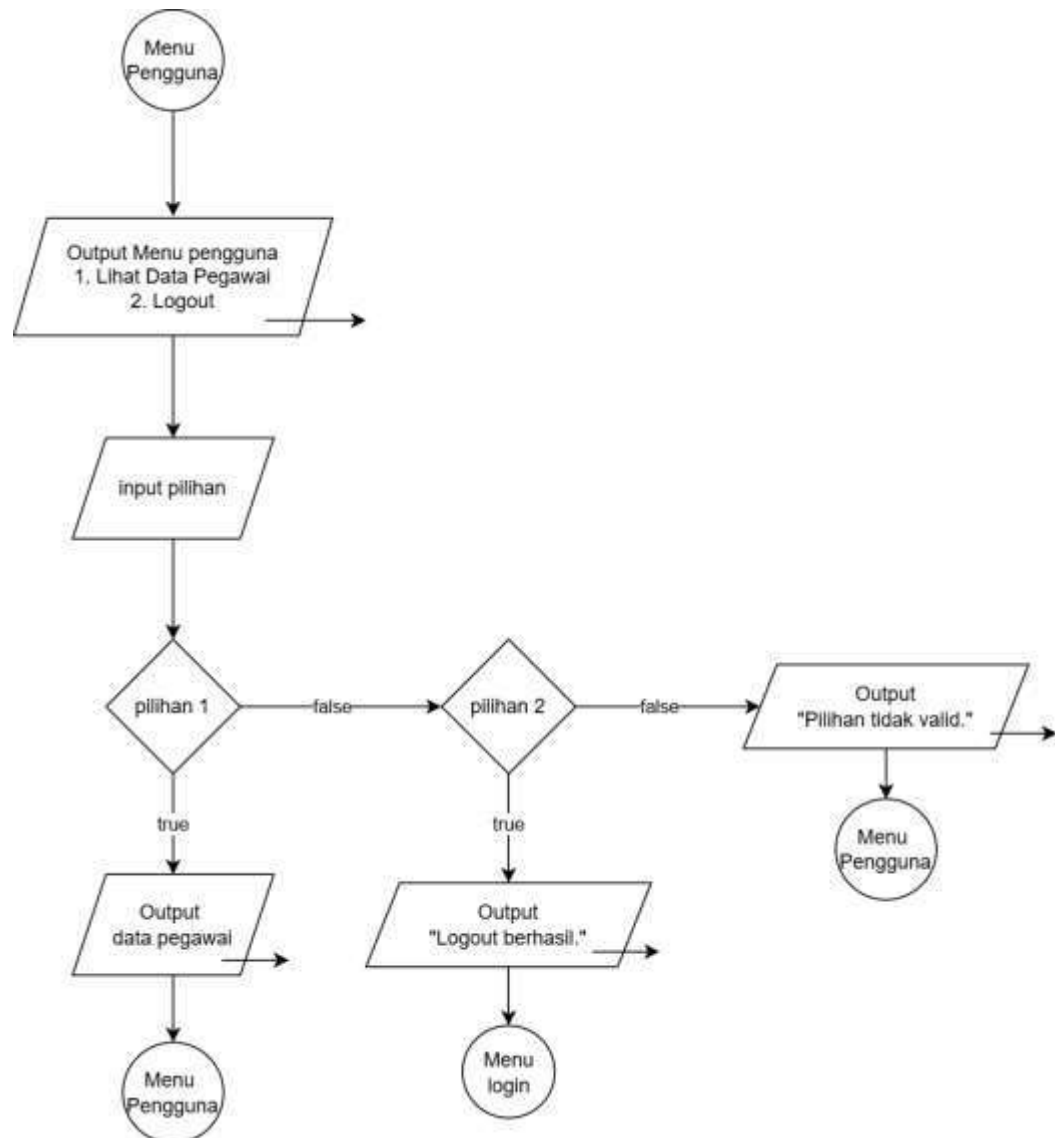 Menu
Pengguna
Output Menu pengguna
1. Lihat Data Pegawai
2. Logout
input pilihan
pilihan 1
false
pilihan 2
false
Output
"Pilihan tidak valid."
true
true
Menu
Pengguna
Output
data pegawai
Output
"Logout berhasil."
Menu
Pengguna
Menu
login